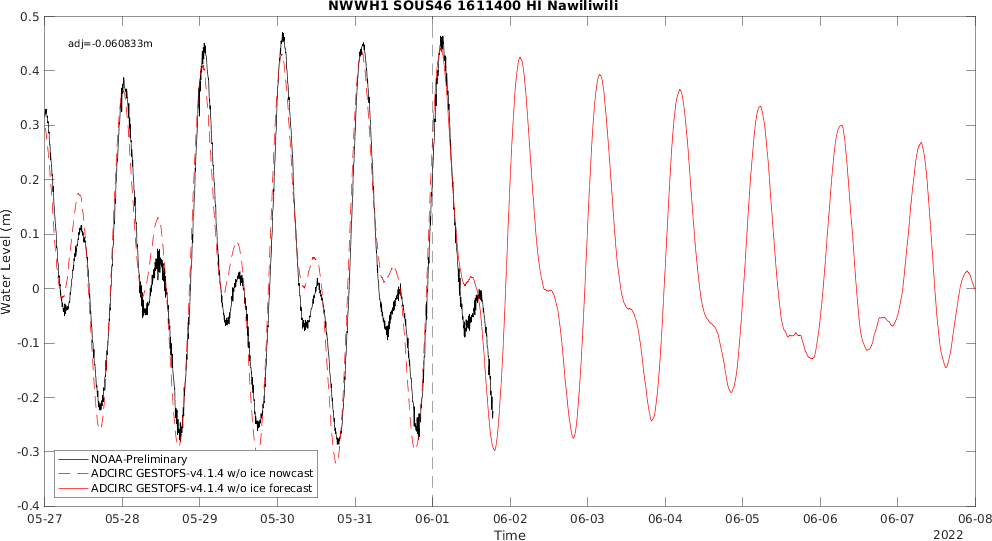 NWWH1 SOUS46 1611400 HI Nawiliwili
adj=-0.060833m
0.5
0.4
0.3
0.2
0.1
0
-0.1
-0.2
-0.3
-0.4
Water Level (m)
NOAA-Preliminary
ADCIRC GESTOFS-v4.1.4 w/o ice nowcast
ADCIRC GESTOFS-v4.1.4 w/o ice forecast
05-27 05-28 05-29 05-30 05-31 06-01 06-02 06-03 06-04 06-05 06-06 06-07 06-08
Time
2022